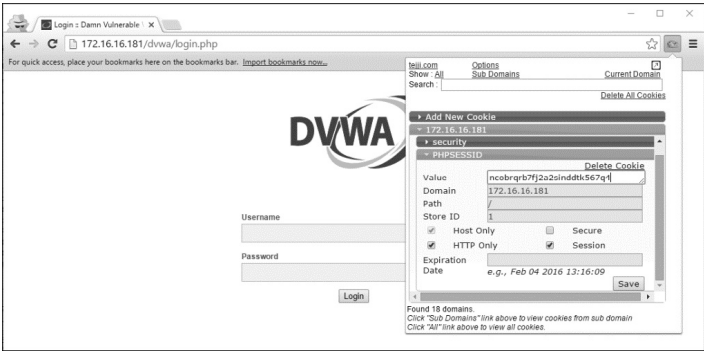 Login :: Damn Vulnerable
172.16.16.181/dvwa/login.php
For quick access, place your bookmarks here on the bookmarks bar. Import bookmarks now...
DVWA
Username
Password
Login
Options
Show : All Sub Domains Current Domain
Search :
Delete All Cookies
Add New Cookie
172.16.16.181
security
PHPSESSID
Delete Cookie
Value ncobrqrb7fj2a2sinddtk567q4
Domain 172.16.16.181
Path /
Store ID 1
Host Only Secure
HTTP Only Session
Expiration
Date e.g., Feb 04 2016 13:16:09
Save
Found 18 domains.
Click "Sub Domains" link above to view cookies from sub domain
Click "All" link above to view all cookies.